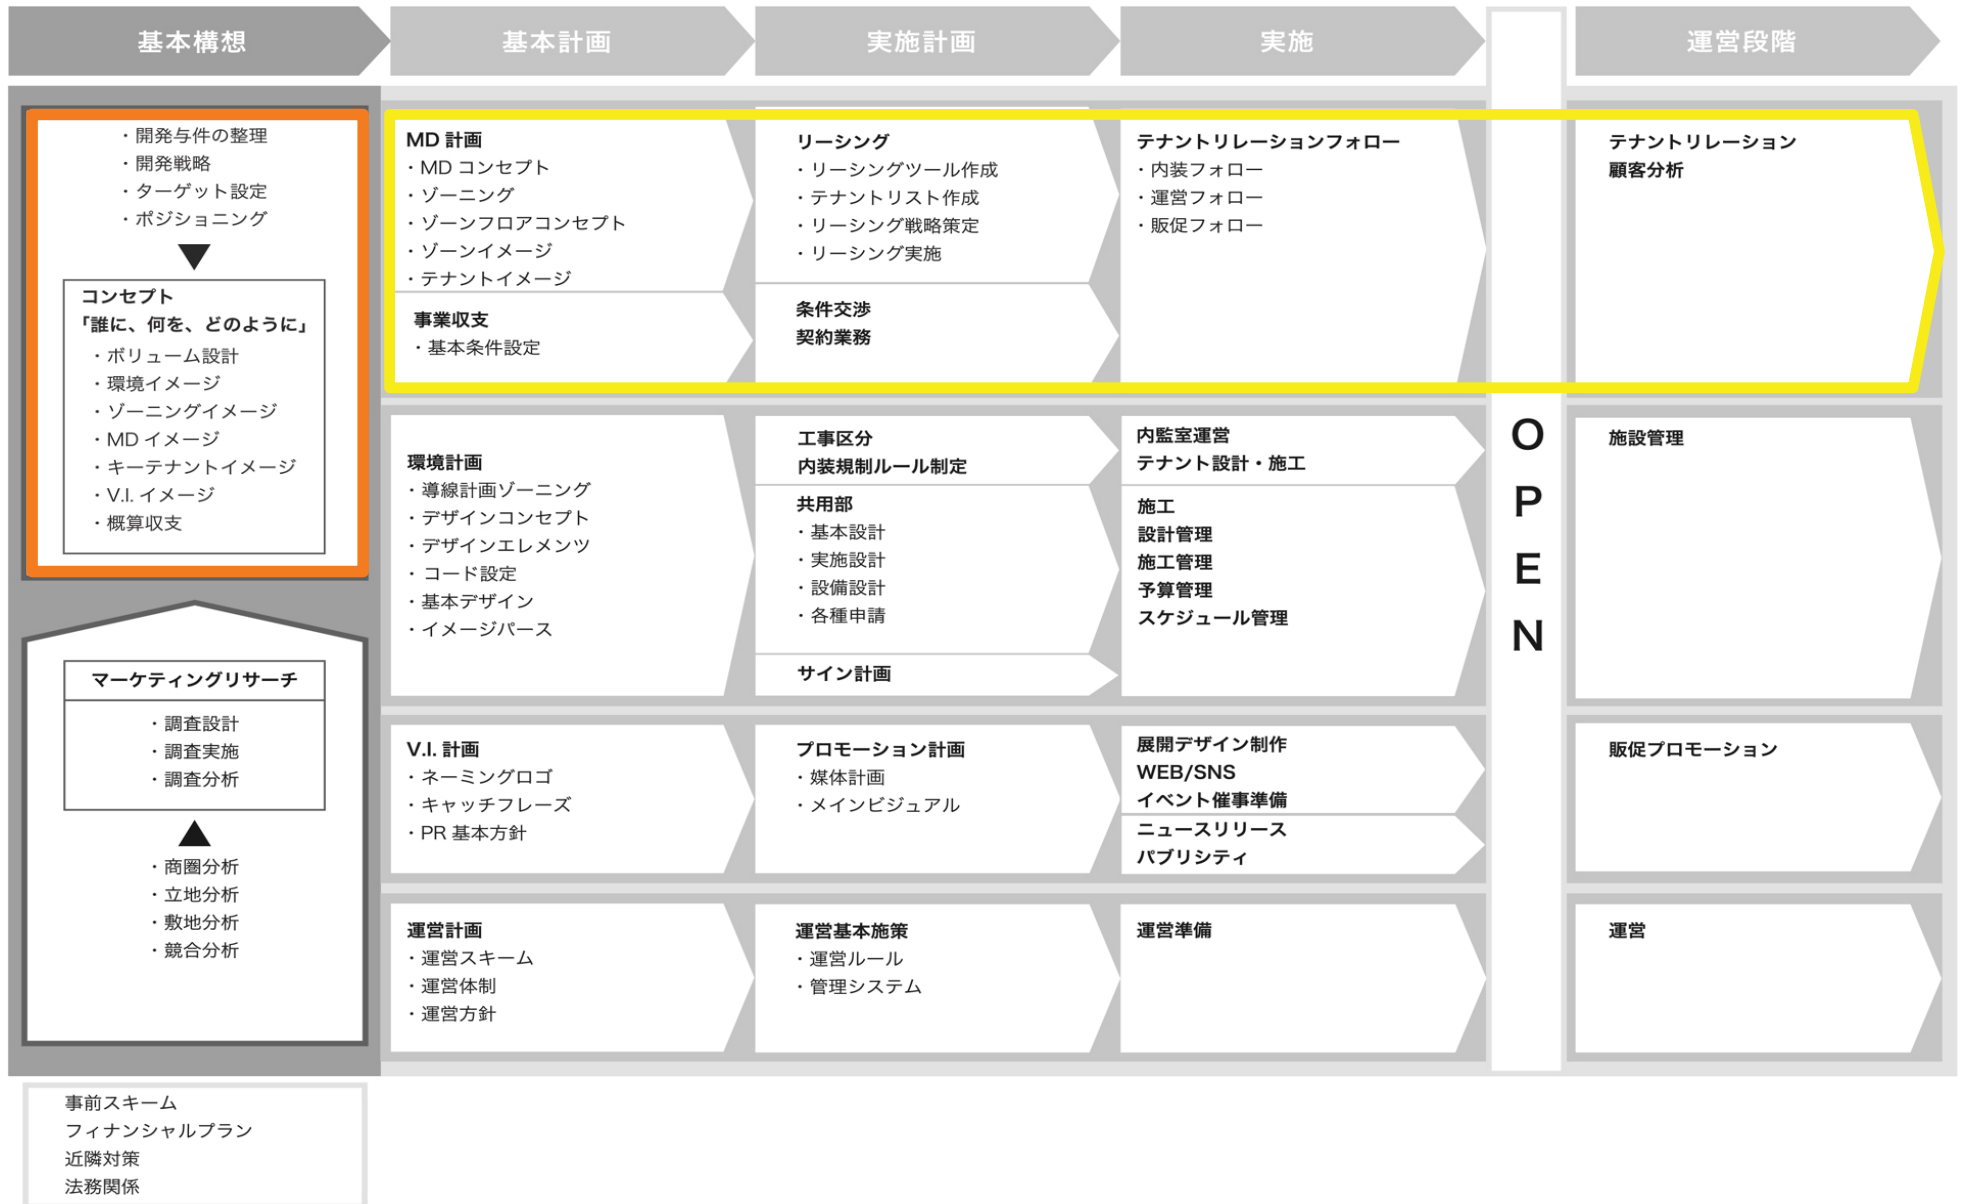 基本構想
基本計画
実施計画
実施
運営段階
・開発与件の整理
・開発戦略
・ターゲット設定
・ポジショニング
コンセプト
「誰に、何を、どのように」
・ボリューム設計
・環境イメージ
・ゾーニングイメージ
・MD イメージ
・キーテナントイメージ
・V.I. イメージ
・概算収支
マーケティングリサーチ
・調査設計
・調査実施
・調査分析
・商圏分析
・立地分析
・敷地分析
・競合分析
事前スキーム
フィナンシャルプラン
近隣対策
法務関係
MD 計画
・MD コンセプト
・ゾーニング
・ゾーンフロアコンセプト
・ゾーンイメージ
・テナントイメージ
事業収支
・基本条件設定
リーシング
・リーシングツール作成
・テナントリスト作成
・リーシング戦略策定
・リーシング実施
条件交渉
契約業務
テナントリレーションフォロー
・内装フォロー
・運営フォロー
・販促フォロー
テナントリレーション
顧客分析
環境計画
・導線計画ゾーニング
・デザインコンセプト
・デザインエレメンツ
・コード設定
・基本デザイン
・イメージパース
工事区分
内装規制ルール制定
共用部
・基本設計
・実施設計
・設備設計
・各種申請
サイン計画
内監室運営
テナント設計・施工
施工
設計管理
施工管理
予算管理
スケジュール管理
OPEN
施設管理
V.I. 計画
・ネーミングロゴ
・キャッチフレーズ
・PR 基本方針
プロモーション計画
・媒体計画
・メインビジュアル
展開デザイン制作
WEB/SNS
イベント催事準備
ニュースリリース
パブリシティ
販促プロモーション
運営計画
・運営スキーム
・運営体制
・運営方針
運営基本施策
・運営ルール
・管理システム
運営準備
運営